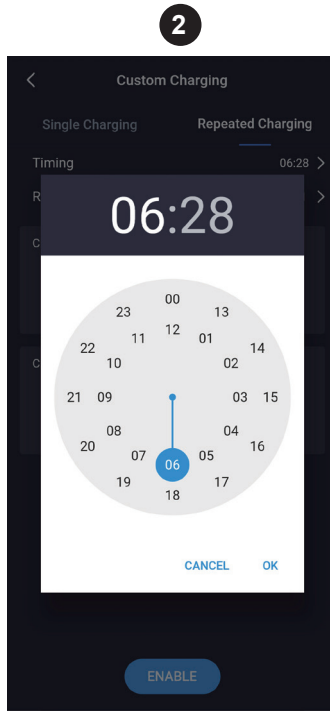 2
Custom Charging
Single Charging Repeated Charging
Timing 06:28
R
06:28
C
00
23 13
12
11 01
22 14
10 02
C
21 09 03 15
08 04
20 16
07 05
06
19 17
18
CANCEL OK
ENABLE